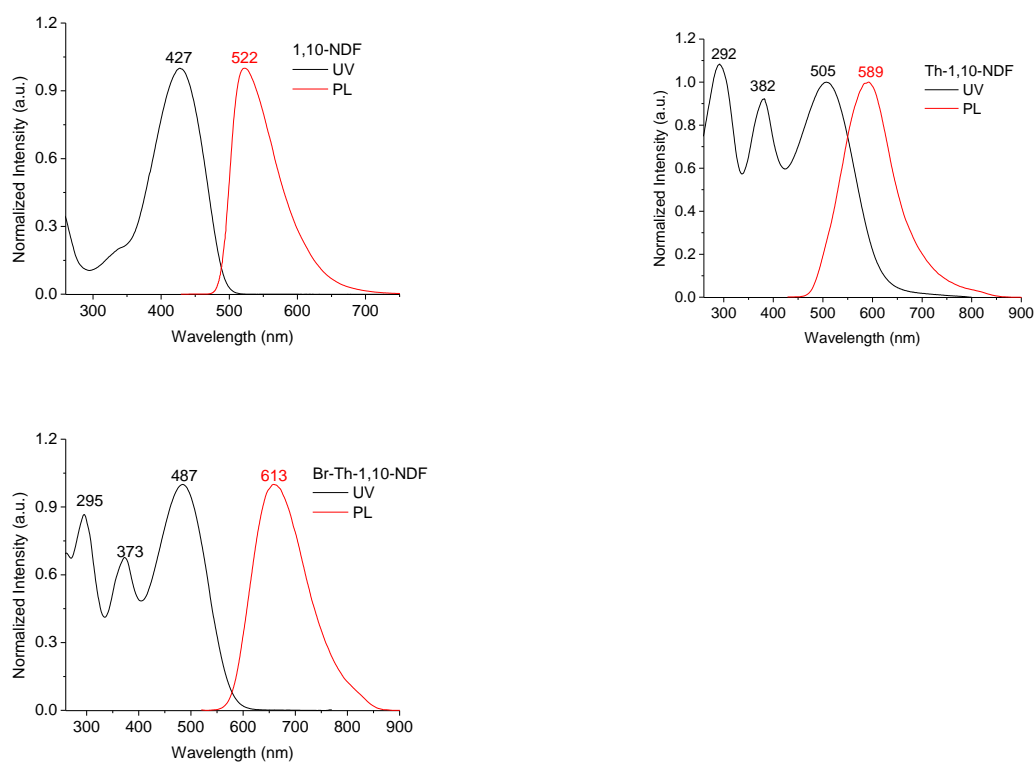 1.2
0.9
0.6
0.3
0.0
Normalized Intensity (a.u.)
427
522
1,10-NDF
UV
PL
300 400 500 600 700
Wavelength (nm)
1.2
1.0
0.8
0.6
0.4
0.2
0.0
Normalized Intensity (a.u.)
292
382
505
589
Th-1,10-NDF
UV
PL
300 400 500 600 700 800 900
Wavelength (nm)
1.2
0.9
0.6
0.3
0.0
Normalized Intensity (a.u.)
295
373
487
613
Br-Th-1,10-NDF
UV
PL
300 400 500 600 700 800 900
Wavelength (nm)